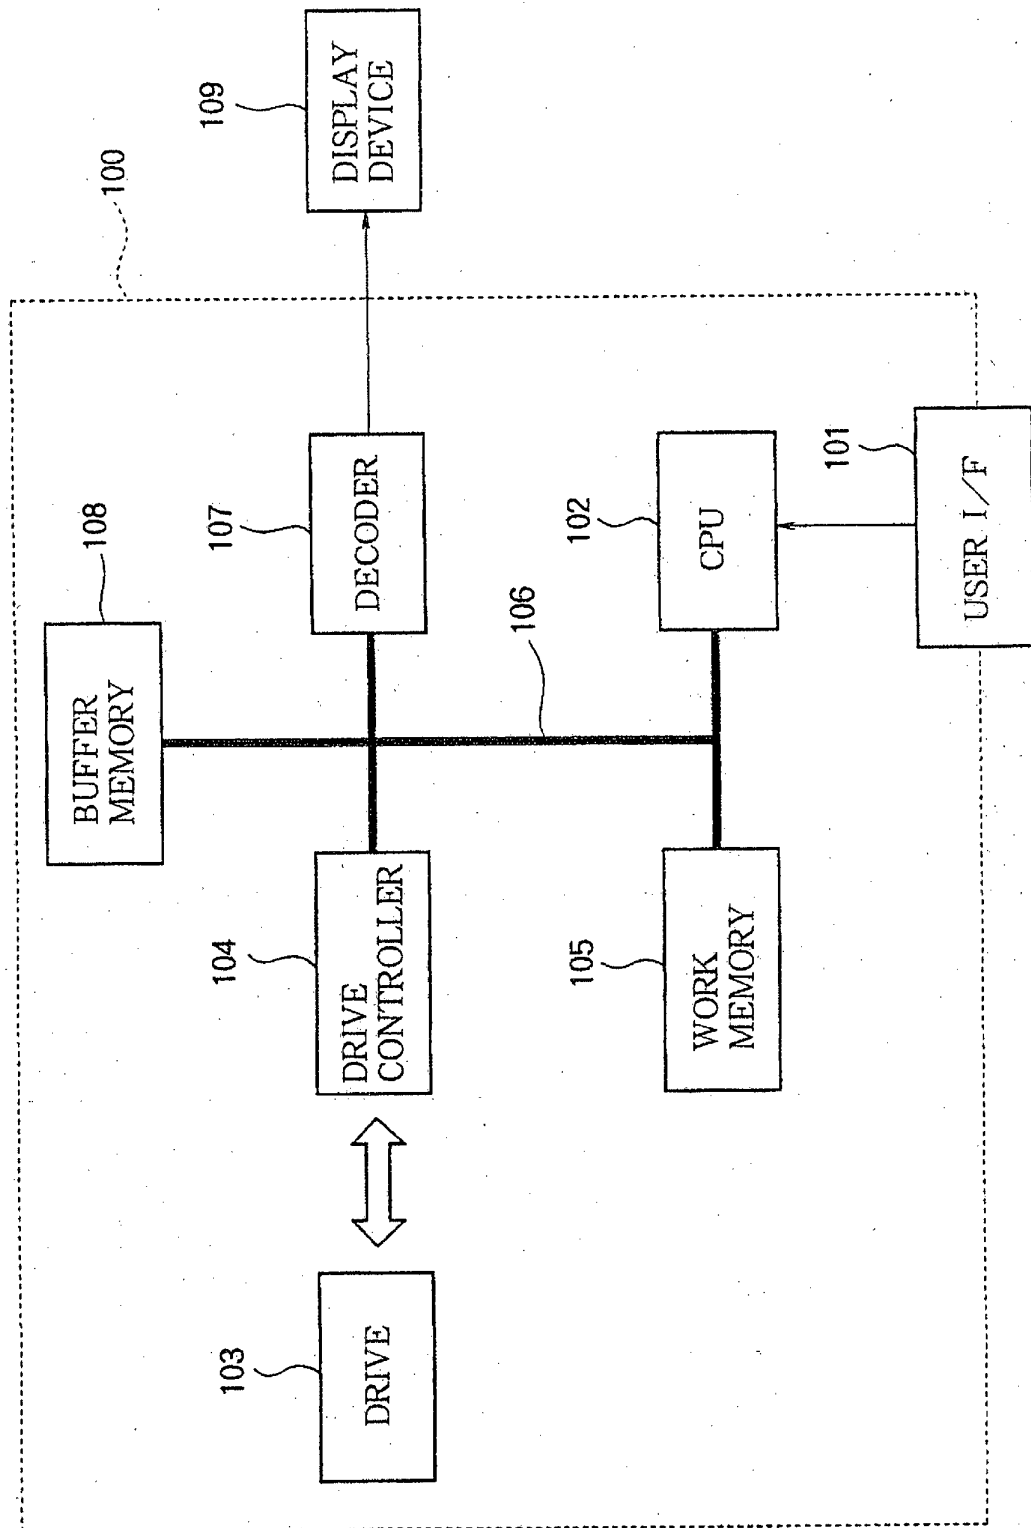 100
108
BUFFER
MEMORY
103
DRIVE
104
DRIVE
CONTROLLER
107
DECODER
109
DISPLAY
DEVICE
106
105
WORK
MEMORY
102
CPU
101
USER I/F